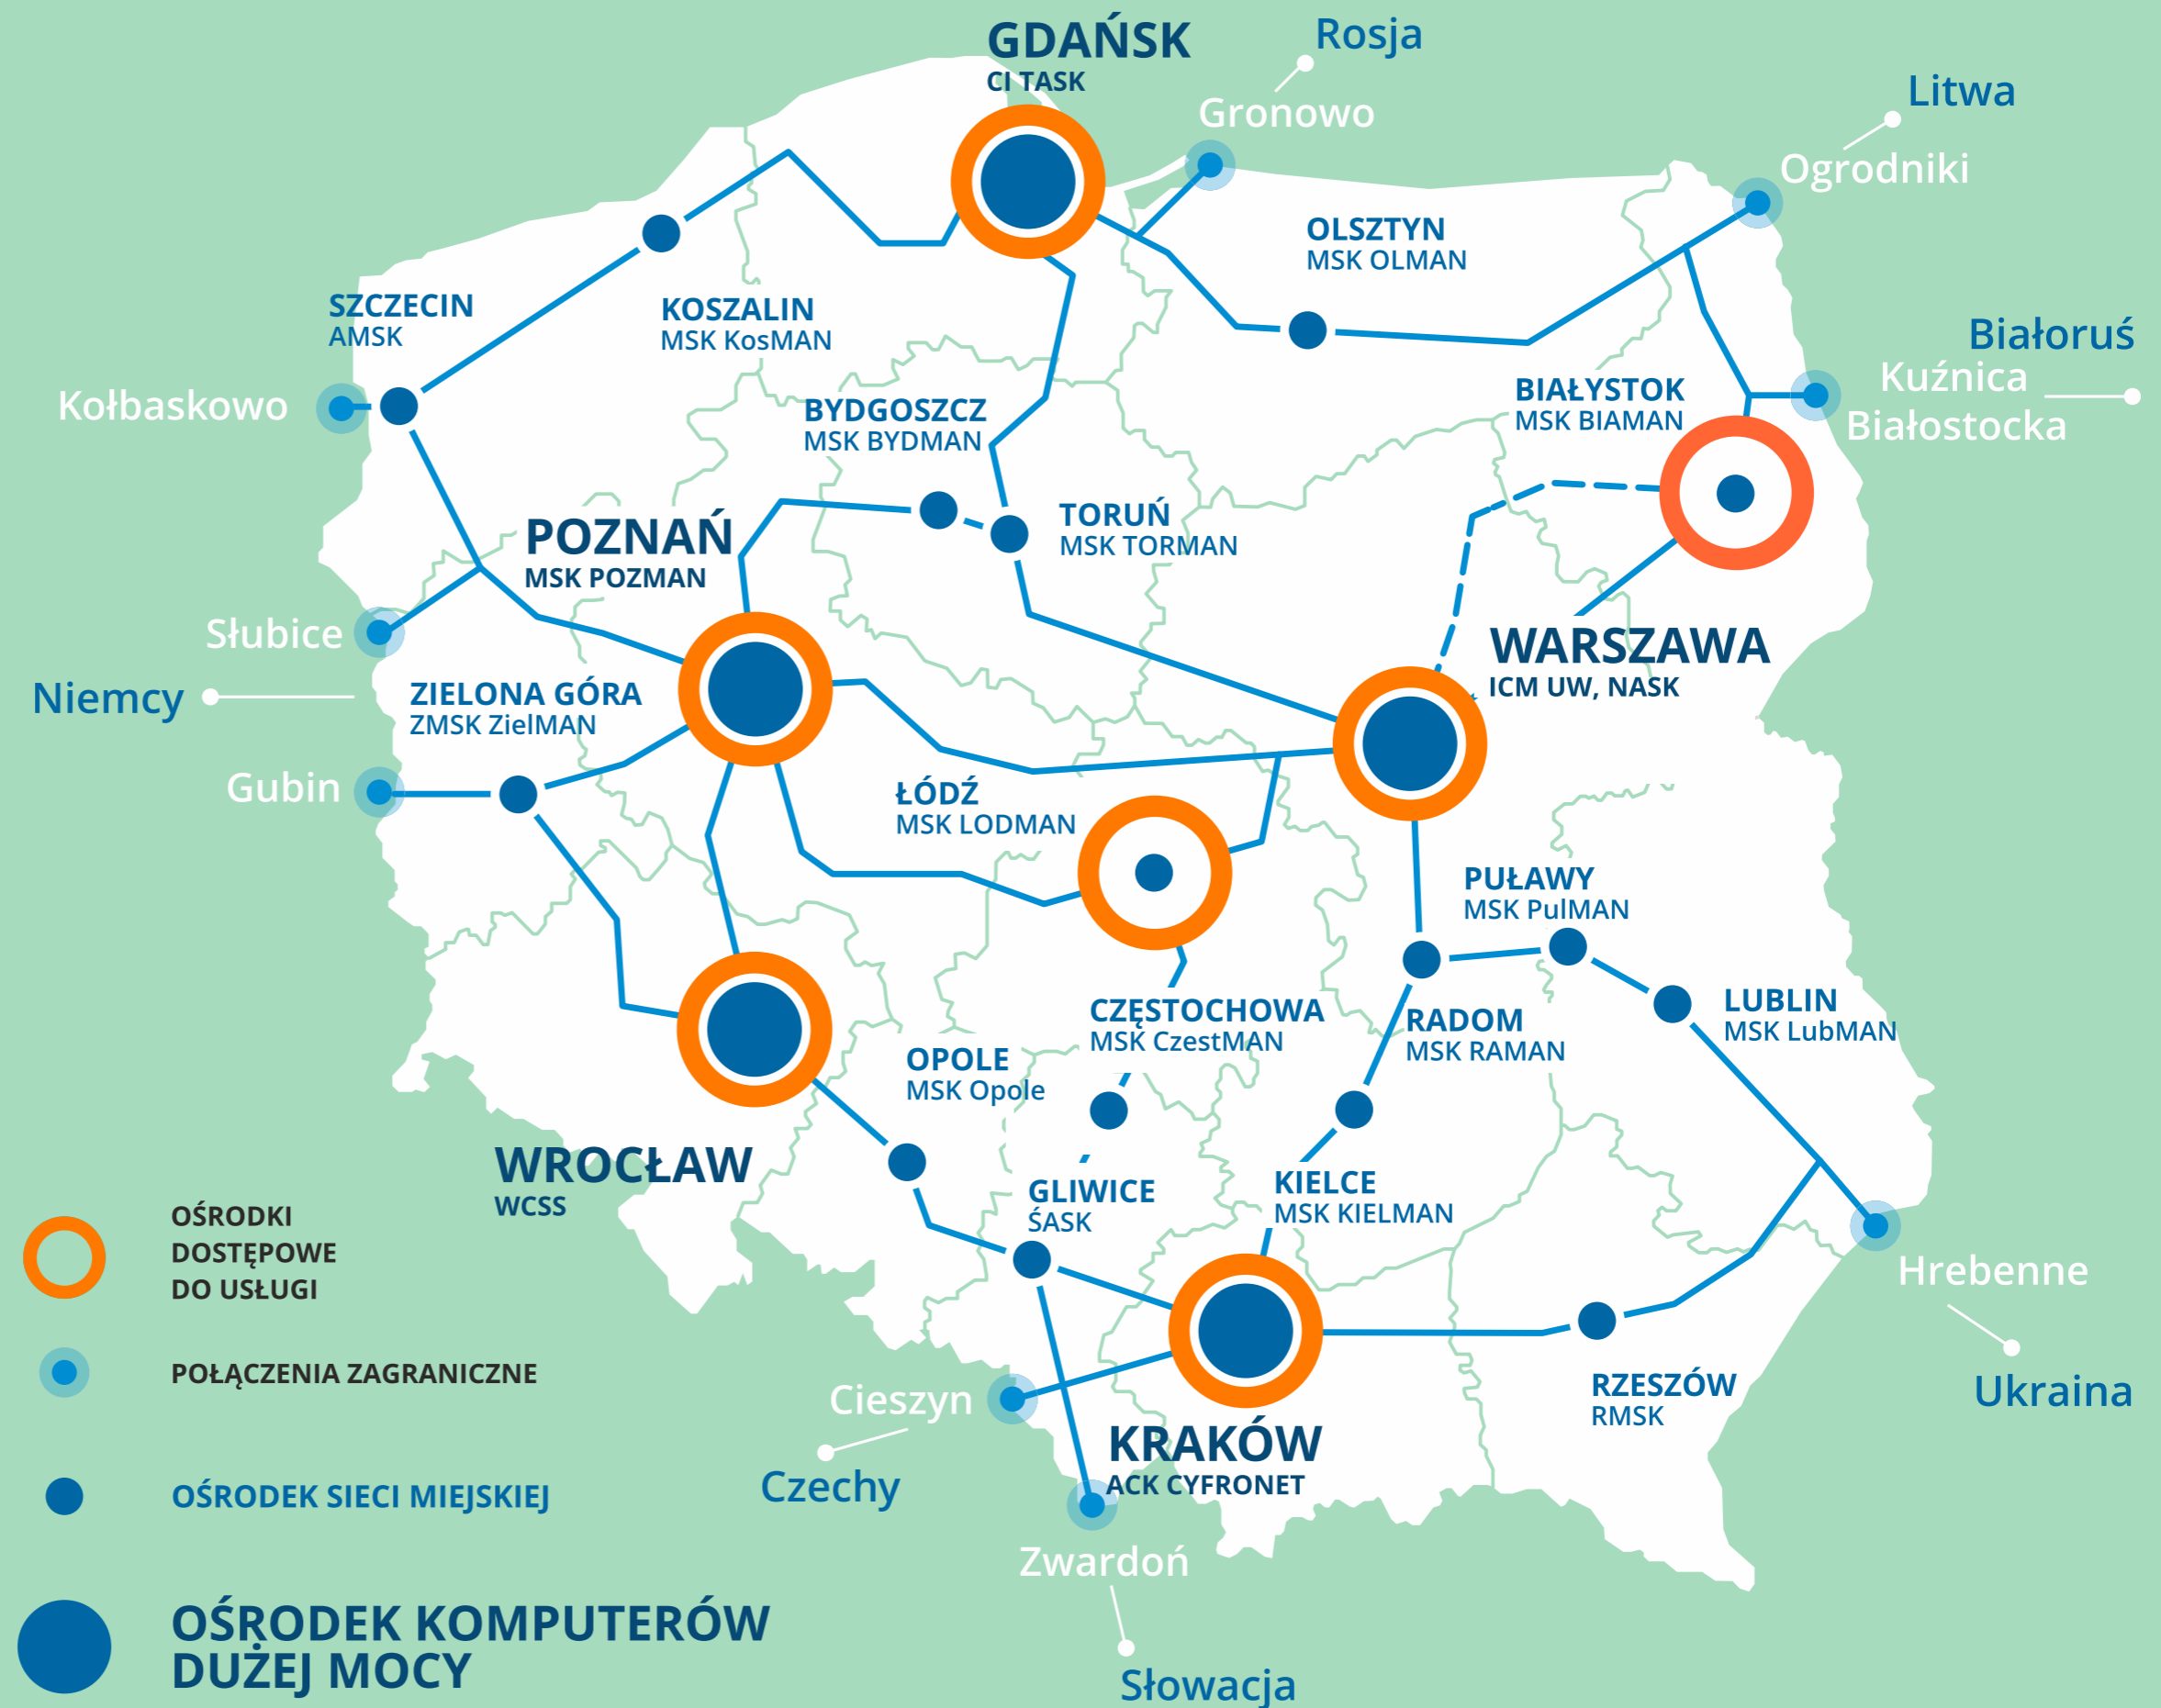 GDAŃSK
CI TASK
Rosja
Gronowo
Litwa
Ogrodniki
OLSZTYN
MSK OLMAN
SZCZECIN
AMSK
KOSZALIN
MSK KosMAN
Białoruś
Kuźnica
Białostocka
Kołbaskowo
BYDGOSZCZ
MSK BYDMAN
BIAŁYSTOK
MSK BIAMAN
POZNAŃ
MSK POZMAN
TORUŃ
MSK TORMAN
Słubice
WARSZAWA
ICM UW, NASK
Niemcy
ZIELONA GÓRA
ZMSK ZielMAN
Gubin
ŁÓDŹ
MSK LODMAN
PUŁAWY
MSK PulMAN
CZĘSTOCHOWA
MSK CzestMAN
RADOM
MSK RAMAN
LUBLIN
MSK LubMAN
OPOLE
MSK Opole
WROCŁAW
WCSS
GLIWICE
ŚASK
KIELCE
MSK KIELMAN
Hrebenne
Ukraina
RZESZÓW
RMSK
Cieszyn
Czechy
KRAKÓW
ACK CYFRONET
Zwardoń
Słowacja
OŚRODKI
DOSTĘPOWE
DO USŁUGI
POŁĄCZENIA ZAGRANICZNE
OŚRODEK SIECI MIEJSKIEJ
OŚRODEK KOMPUTERÓW
DUŻEJ MOCY